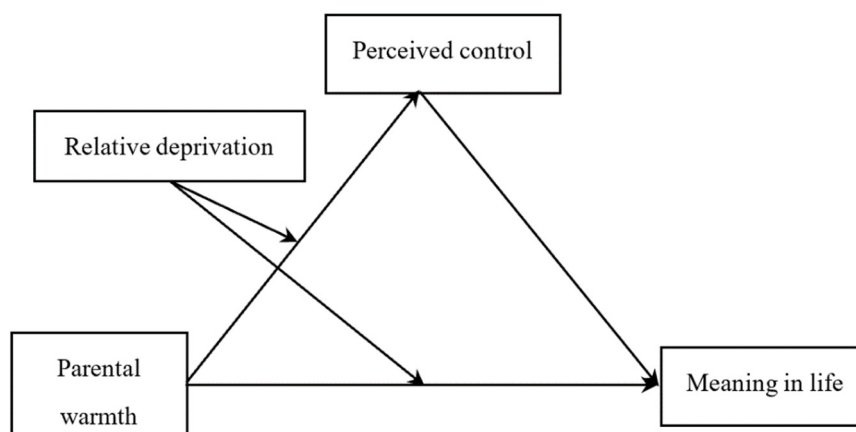 Perceived control
Relative deprivation
Parental
warmth
Meaning in life